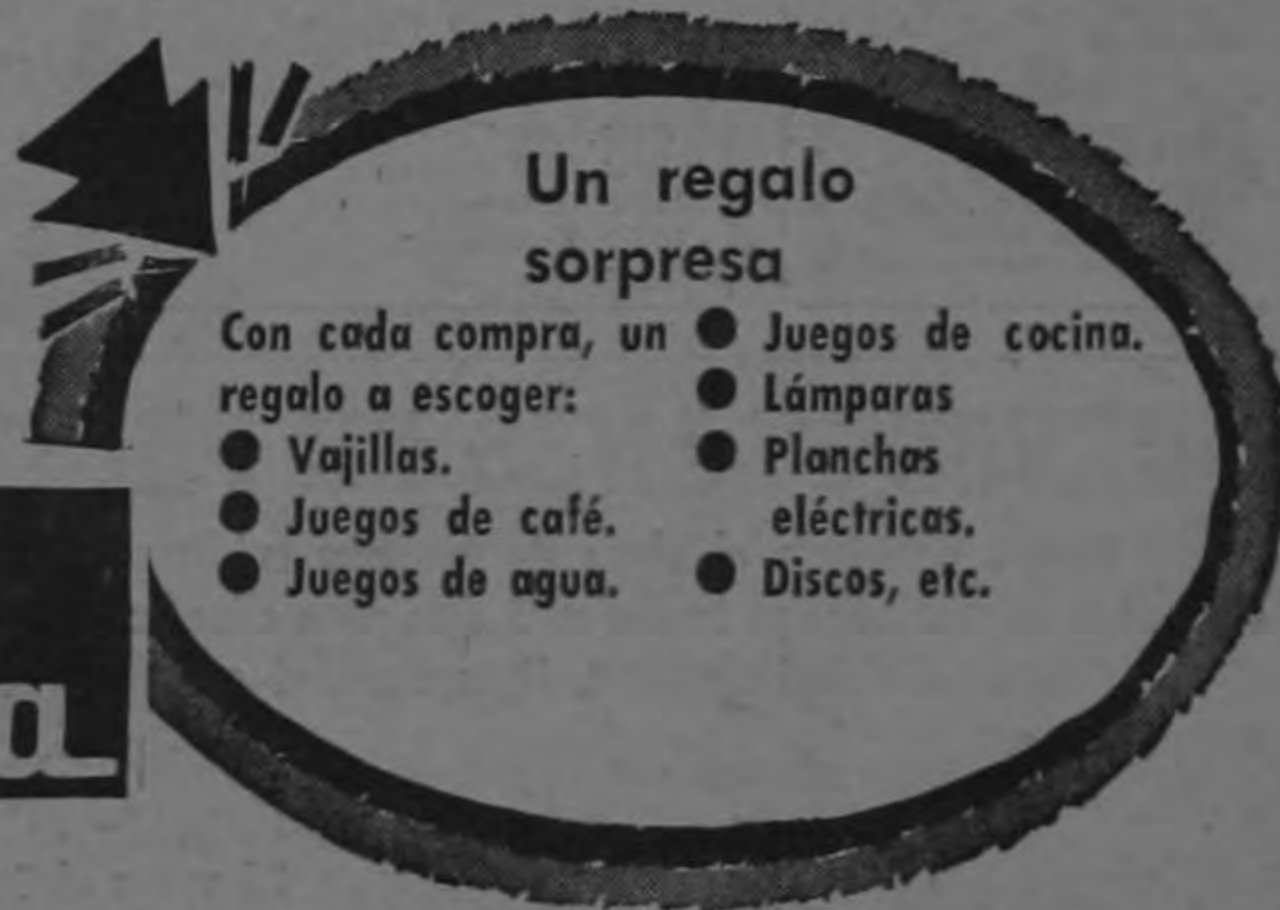 Un regalo
sorpresa
Con cada compra, un
regalo a escoger:
● Vajillas.
● Juegos de café.
● Juegos de agua.
● Juegos de cocina.
● Lámparas
● Planchas
eléctricas.
● Discos, etc.
a